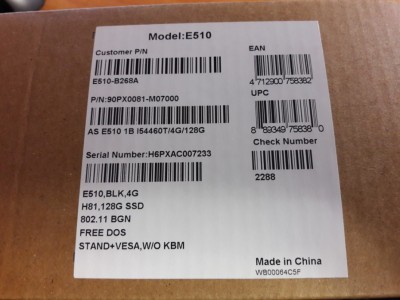 Model:E510
Customer P/N
E510-B268A
P/N:90PX0081-M07000
AS E510 1B I54460T/4G/128G
Serial Number:H6PXAC007233
E510,BLK,4G
H81,128G SSD
802.11 BGN
FREE DOS
STAND+VESA,W/O KBM
EAN
4 712900 758382
UPC
8 89349 75838 0
Check Number
2288
Made in China
WB00064C5F